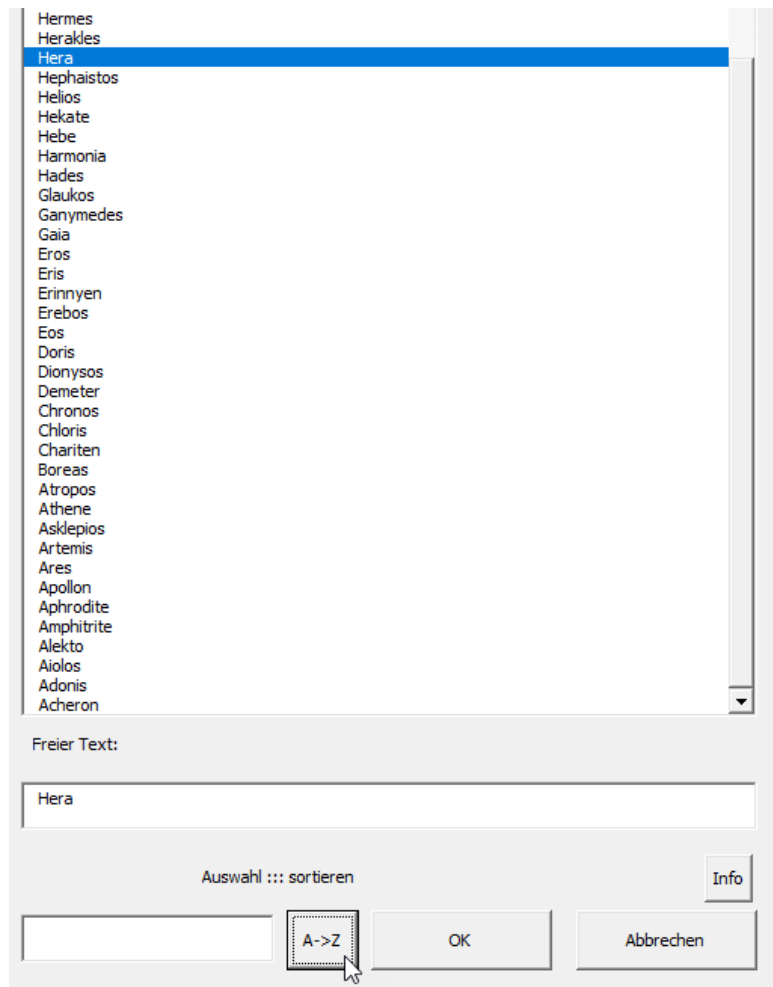 Hermes
Herakles
Hera
Hephaistos
Helios
Hekate
Hebe
Harmonia
Hades
Glaukos
Ganymedes
Gaia
Eros
Eris
Erinnyen
Erebos
Eos
Doris
Dionysos
Demeter
Chronos
Chloris
Chariten
Boreas
Atropos
Athene
Asklepios
Artemis
Ares
Apollon
Aphrodite
Amphitrite
Alekto
Aiolos
Adonis
Acheron
Freier Text:
Hera
Auswahl ::: sortieren
Info
A->Z
OK
Abbrechen